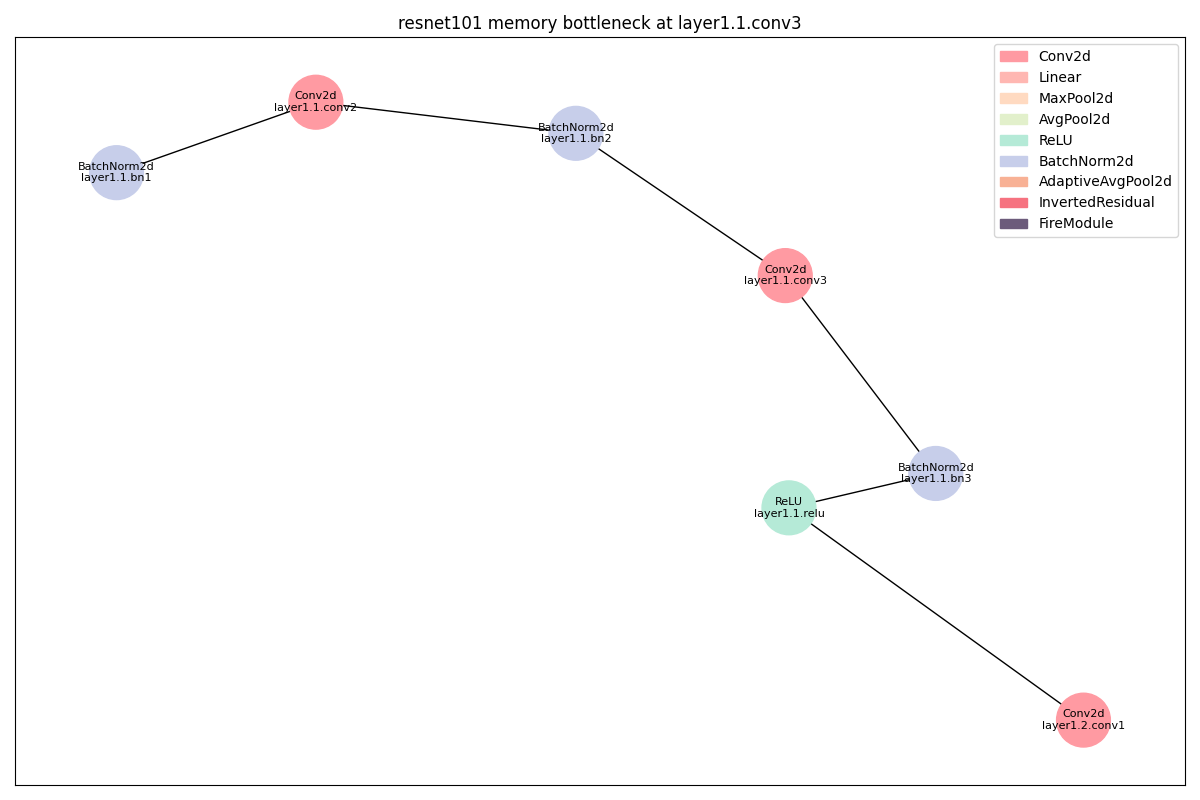 resnet101 memory bottleneck at layer1.1.conv3
Conv2d
Linear
MaxPool2d
AvgPool2d
ReLU
BatchNorm2d
AdaptiveAvgPool2d
InvertedResidual
FireModule
Conv2d
layer1.1.conv2
BatchNorm2d
layer1.1.bn2
BatchNorm2d
layer1.1.bn1
Conv2d
layer1.1.conv3
BatchNorm2d
layer1.1.bn3
ReLU
layer1.1.relu
Conv2d
layer1.2.conv1